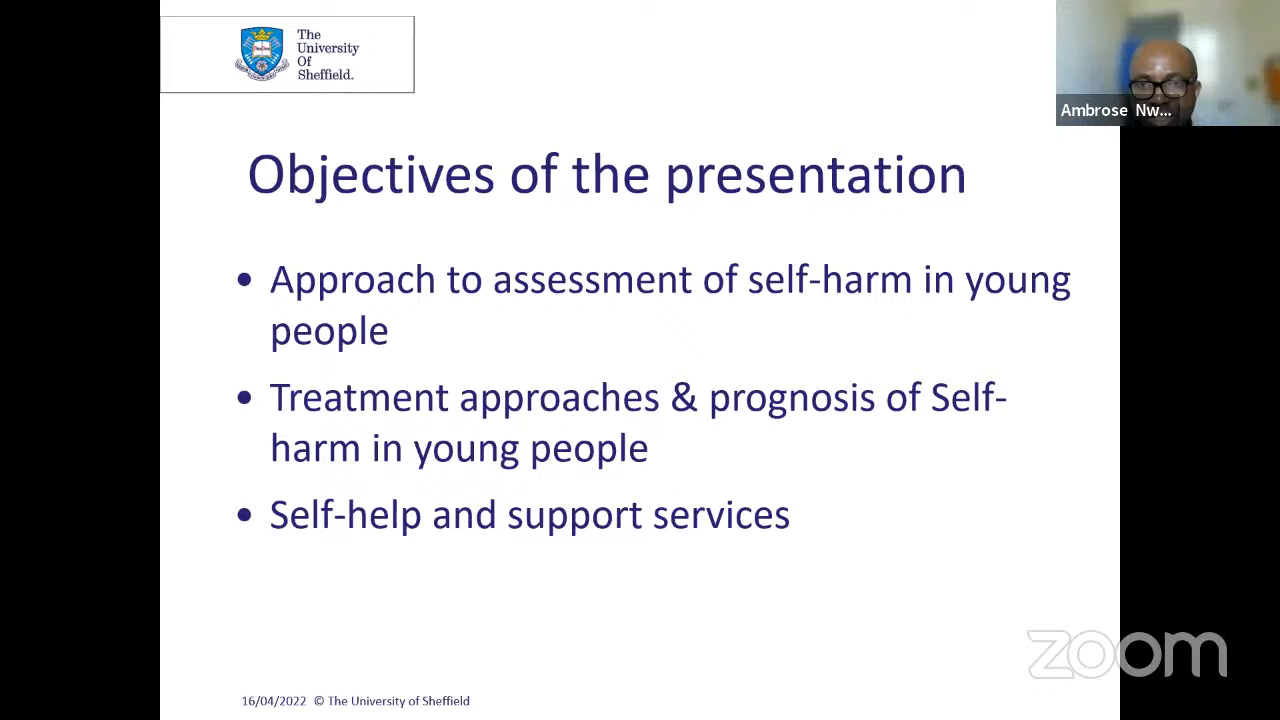 The
University
Of
Sheffield.
Ambrose Nw...
Objectives of the presentation
• Approach to assessment of self-harm in young
people
• Treatment approaches & prognosis of Self-
harm in young people
• Self-help and support services
zoom
16/04/2022 © The University of Sheffield